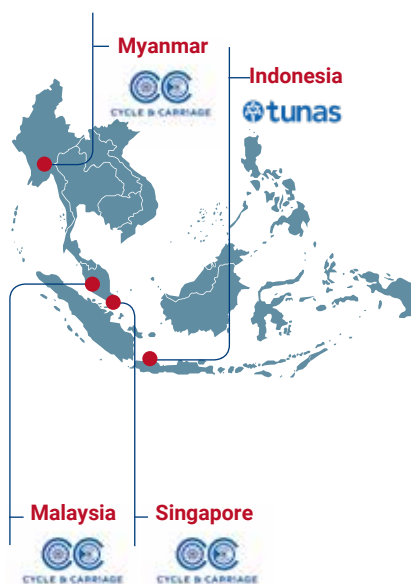 Myanmar
CYCLE & CARRIAGE
Indonesia
tunas
Malaysia
CYCLE & CARRIAGE
Singapore
CYCLE & CARRIAGE